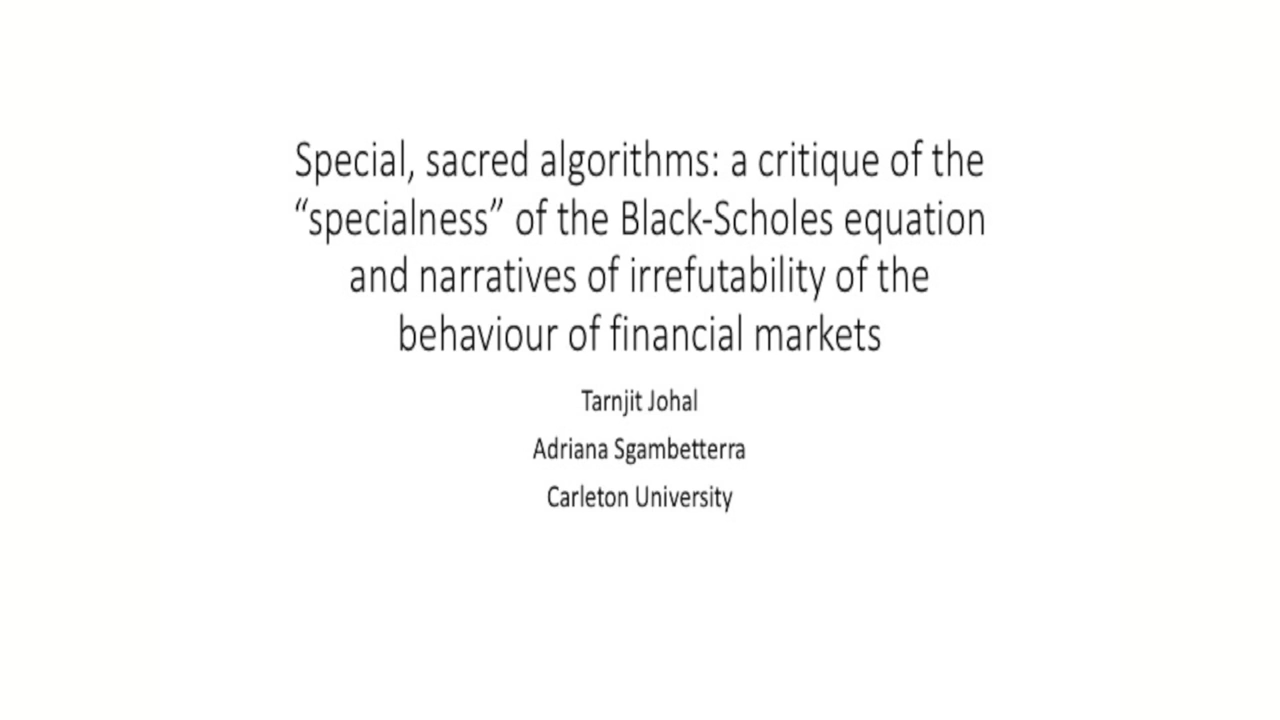 Special, sacred algorithms: a critique of the
“specialness” of the Black-Scholes equation
and narratives of irrefutability of the
behaviour of financial markets
Tarnjit Johal
Adriana Sgambetterra
Carleton University